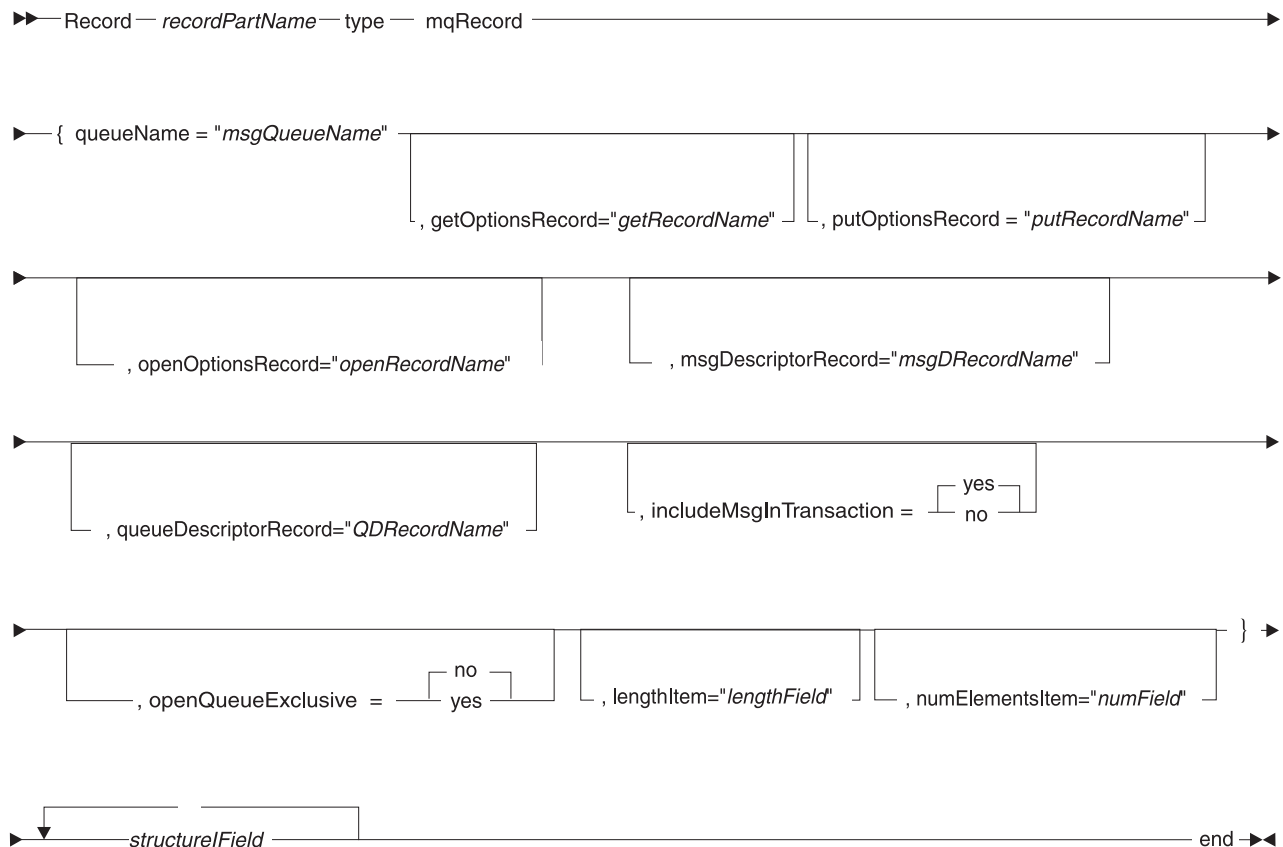 Record recordPartName type mqRecord
{ queueName = "msgQueueName"
, getOptionsRecord="getRecordName" , putOptionsRecord = "putRecordName"
, openOptionsRecord="openRecordName" , msgDescriptorRecord="msgDRecordName"
, queueDescriptorRecord="QDRecordName" , includeMsgInTransaction = yes
no
}
, openQueueExclusive = no
yes
, lengthItem="lengthField" , numElementsItem="numField"
structureIField end